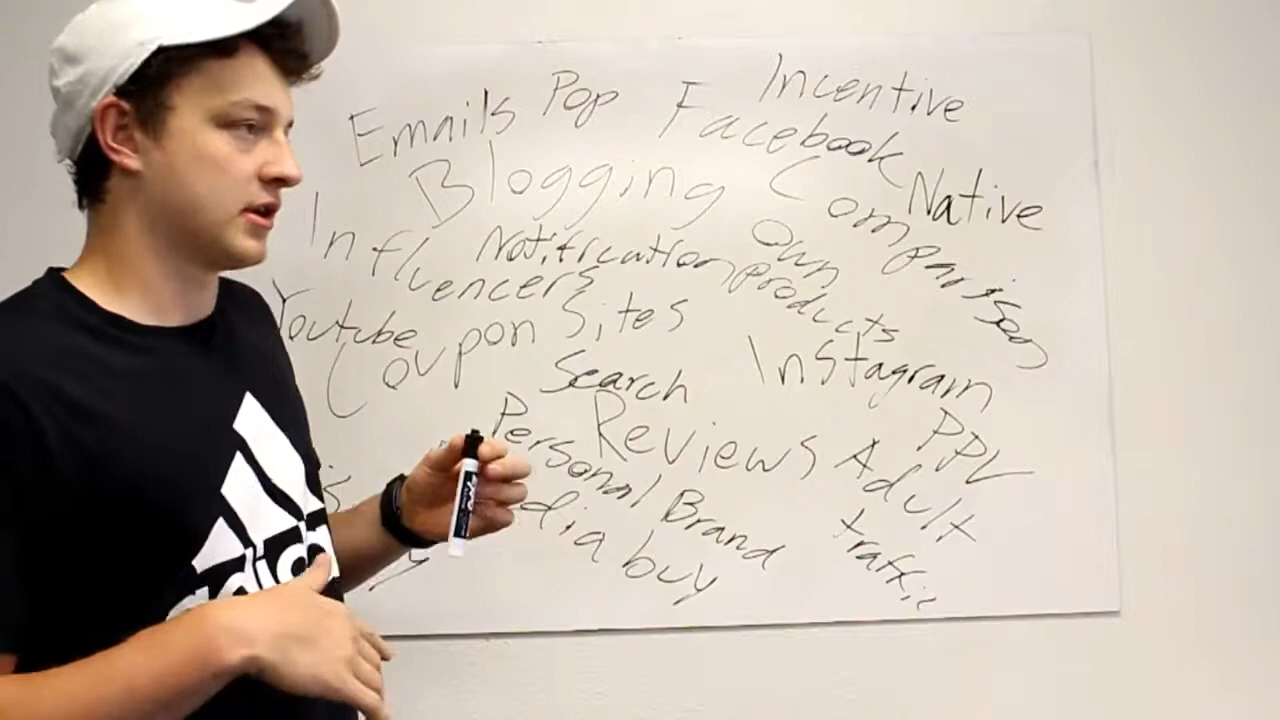 Incentive
Emails Pop Facebook
Blogging Comparison
Native
Influencers
Notification
Own
products
Youtube
Coupon Sites
Search
Instagram
Personal Brand
Reviews
PPV
Adult
traffic
buy
adidas